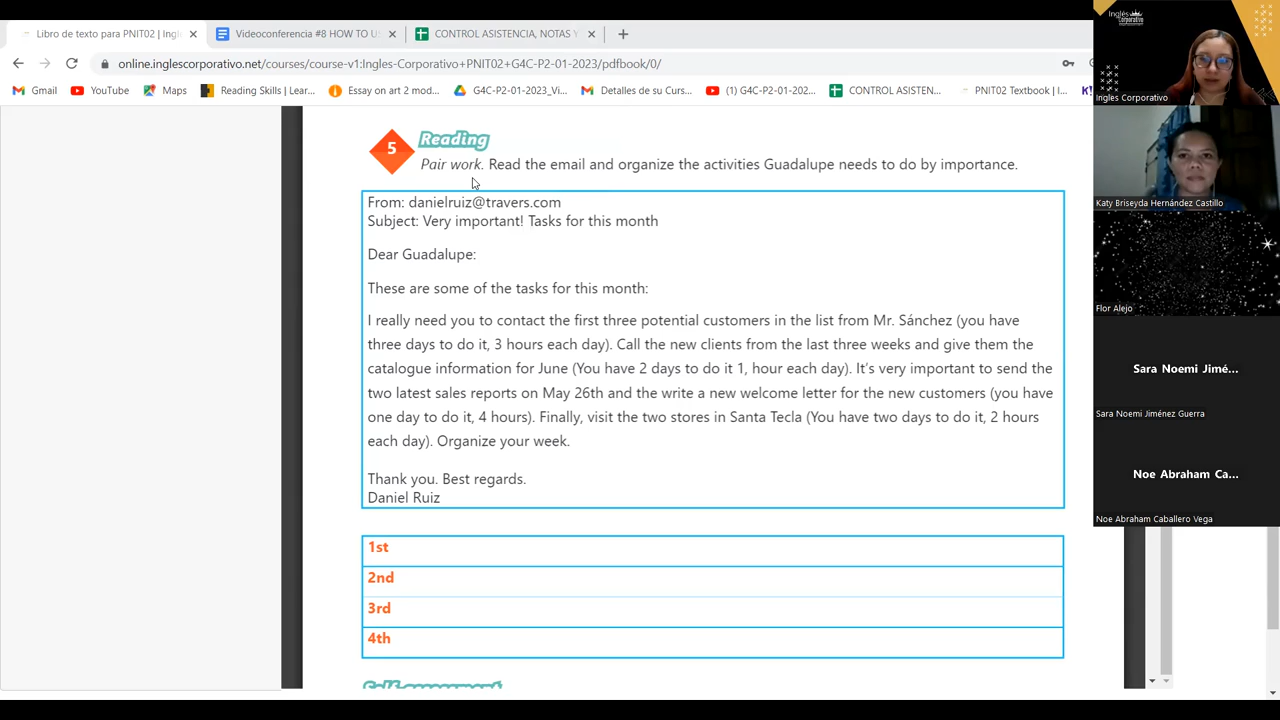 Libro de texto para PNIT02 | Ingl
Videoconferencia #8 HOW TO U
CONTROL ASISTENCIA, NOTAS Y
online.inglescorporativo.net/courses/course-v1:Ingles-Corporativo+PNIT02+G4C-P2-01-2023/pdfbook/0/
Gmail
YouTube
Maps
Reading Skills | Lear...
Essay on art 2 mod...
G4C-P2-01-2023_Vi...
Detalles de su Curs...
(1) G4C-P2-01-202...
CONTROL ASISTEN...
PNIT02 Textbook | I...
5
Reading
Pair work. Read the email and organize the activities Guadalupe needs to do by importance.
From: danielruiz@travers.com
Subject: Very important! Tasks for this month
Dear Guadalupe:
These are some of the tasks for this month:
I really need you to contact the first three potential customers in the list from Mr. Sánchez (you have
three days to do it, 3 hours each day). Call the new clients from the last three weeks and give them the
catalogue information for June (You have 2 days to do it 1, hour each day). It's very important to send the
two latest sales reports on May 26th and the write a new welcome letter for the new customers (you have
one day to do it, 4 hours). Finally, visit the two stores in Santa Tecla (You have two days to do it, 2 hours
each day). Organize your week.
Thank you. Best regards.
Daniel Ruiz
1st
2nd
3rd
4th
Self-assessment
Inglés
Corporativo
Ingles Corporativo
Katy Briseyda Hernández Castillo
Flor Alejo
Sara Noemi Jimé...
Sara Noemi Jiménez Guerra
Noe Abraham Ca...
Noe Abraham Caballero Vega